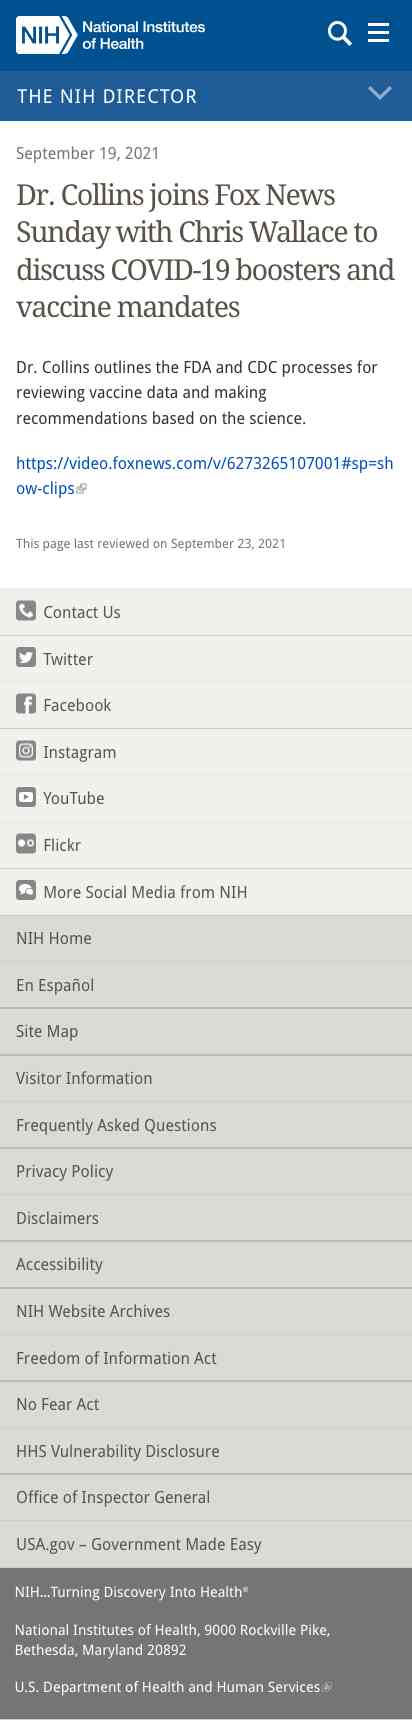 NIH National Institutes
of Health
THE NIH DIRECTOR
September 19, 2021
Dr. Collins joins Fox News
Sunday with Chris Wallace to
discuss COVID-19 boosters and
vaccine mandates
Dr. Collins outlines the FDA and CDC processes for
reviewing vaccine data and making
recommendations based on the science.
https://video.foxnews.com/v/6273265107001#sp=sh
ow-clips
This page last reviewed on September 23, 2021
Contact Us
Twitter
Facebook
Instagram
YouTube
Flickr
More Social Media from NIH
NIH Home
En Español
Site Map
Visitor Information
Frequently Asked Questions
Privacy Policy
Disclaimers
Accessibility
NIH Website Archives
Freedom of Information Act
No Fear Act
HHS Vulnerability Disclosure
Office of Inspector General
USA.gov – Government Made Easy
NIH...Turning Discovery Into Health®
National Institutes of Health, 9000 Rockville Pike,
Bethesda, Maryland 20892
U.S. Department of Health and Human Services